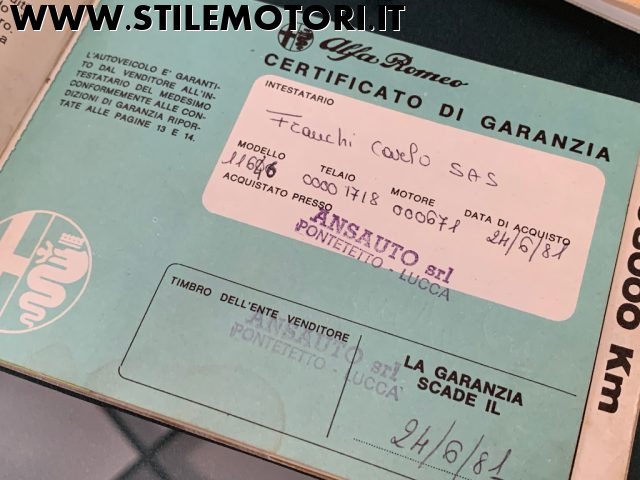 WWW.STILEMOTORI.IT
Alfa Romeo
CERTIFICATO DI GARANZIA
L'AUTOVEICOLO E' GARANTI-
TO DAL VENDITORE ALL'IN-
TESTATARIO DEL MEDESIMO
CONFORMEMENTE ALLE CON-
DIZIONI DI GARANZIA RIPOR-
TATE ALLE PAGINE 13 E 14.
INTESTATARIO
Franchi Carlo SAS
MODELLO TELAIO MOTORE DATA DI ACQUISTO
00001718 000671 24/6/81
ACQUISTATO PRESSO
ANSAUTO srl
PONTETETTO - LUCCA
TIMBRO DELL'ENTE VENDITORE
ANSAUTO srl
PONTETETTO - LUCCA
LA GARANZIA
SCADE IL
24/6/81
000 Km